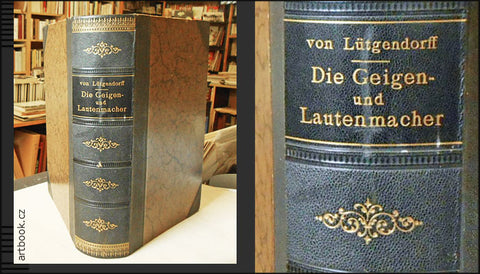 von Lütgendorff
Die Geigen-
und
Lautenmacher
von Lütgendorff
Die Geigen-
und
Lautenmacher
artbook.cz